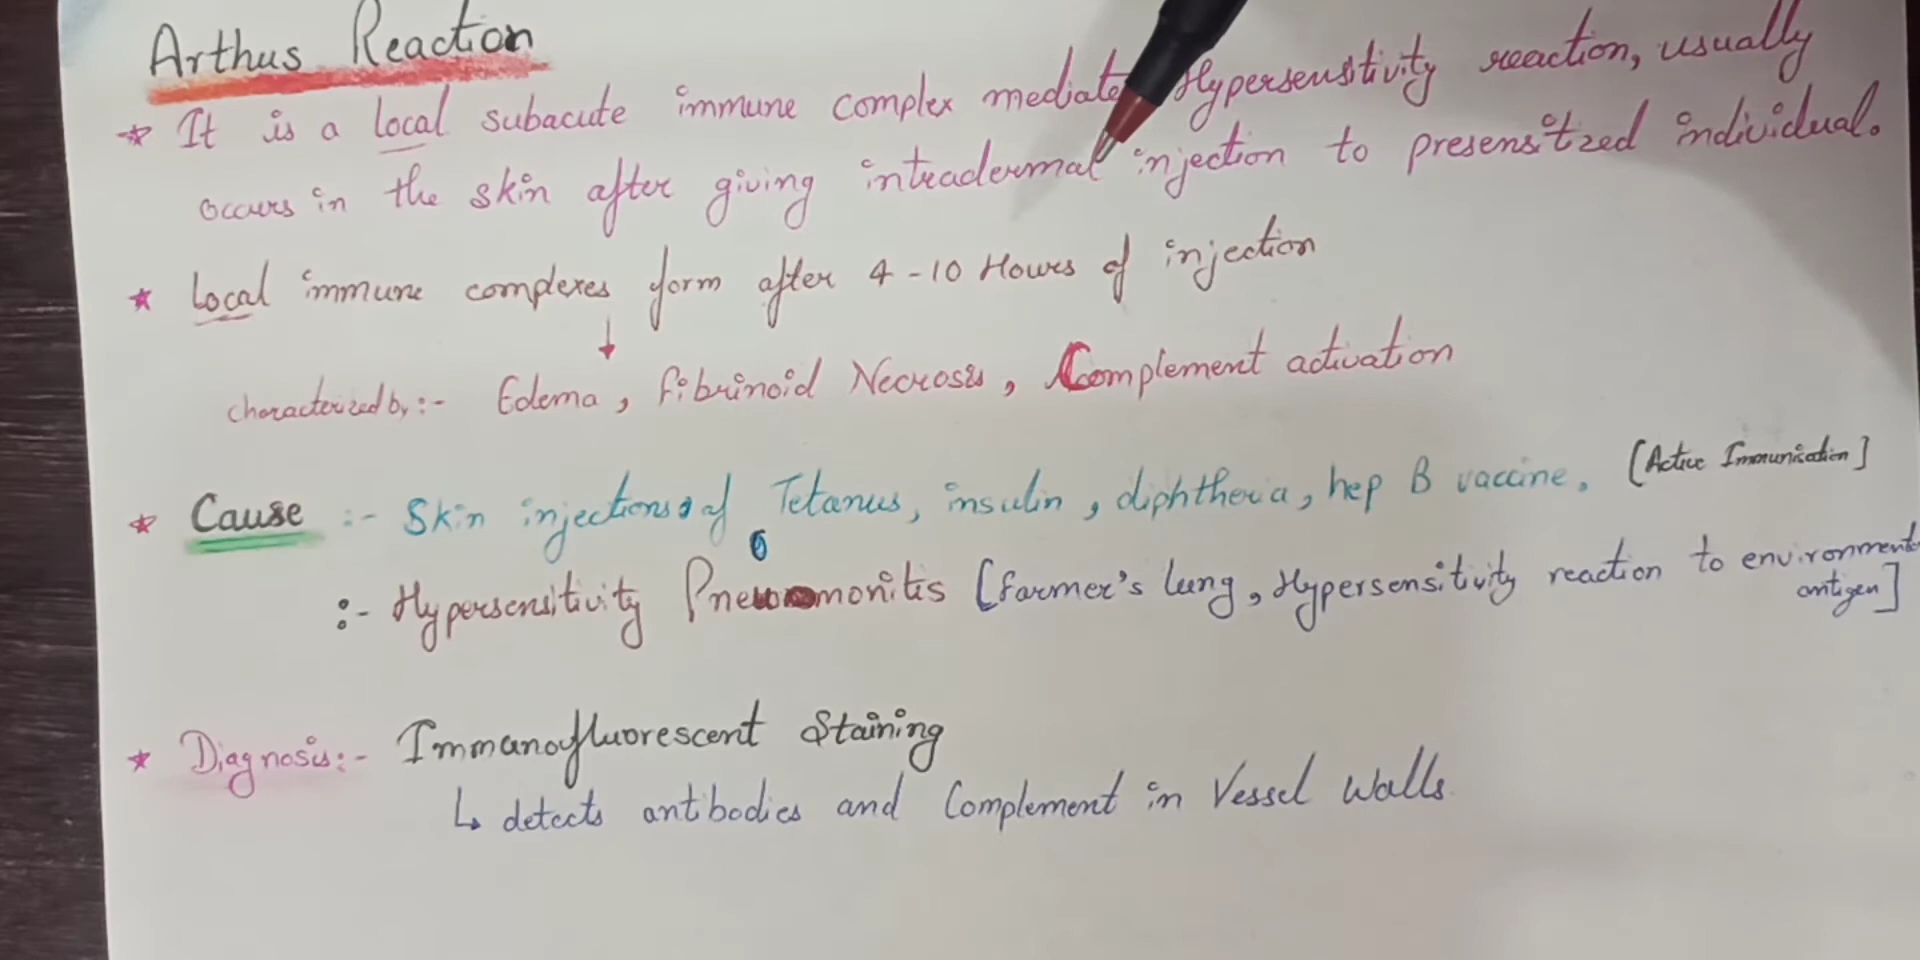 Arthus Reaction
* It is a local subacute immune complex mediate Hypersensitivity reaction, usually
occurs in the skin after giving intradermal injection to presensitized individual.
* Local immune complexes form after 4-10 Hours of injection
↓
characterized by :- Edema, fibrinoid Necrosis, Complement activation
* Cause :- Skin injections of Tetanus, insulin, diphtheria, hep B vaccine. [Active Immunization]
:- Hypersensitivity Pneumonitis [farmer's lung, Hypersensitivity reaction to environment
antigen]
* Diagnosis:- Immunofluorescent Staining
↳ detects antibodies and Complement in Vessel Walls.